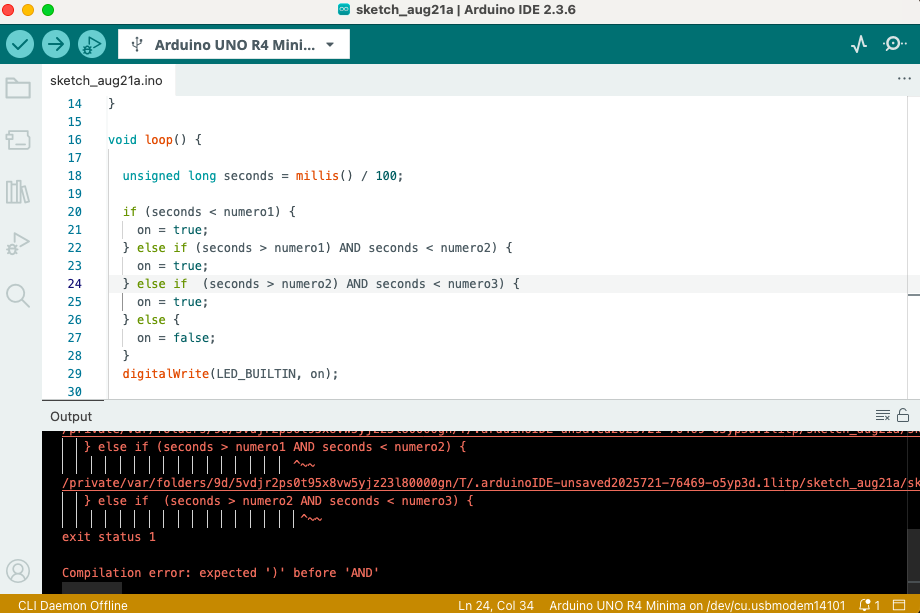 sketch_aug21a | Arduino IDE 2.3.6
Arduino UNO R4 Mini...
sketch_aug21a.ino
14 }
15
16 void loop() {
17
18 unsigned long seconds = millis() / 100;
19
20 if (seconds < numero1) {
21 on = true;
22 } else if (seconds > numero1) AND seconds < numero2) {
23 on = true;
24 } else if  (seconds > numero2) AND seconds < numero3) {
25 on = true;
26 } else {
27 on = false;
28 }
29 digitalWrite(LED_BUILTIN, on);
30
Output
} else if (seconds > numero1 AND seconds < numero2) {
^~~
/private/var/folders/9d/5vdjr2ps0t95x8vw5yjz23l80000gn/T/.arduinoIDE-unsaved2025721-76469-o5yp3d.1litp/sketch_aug21a/sk
} else if  (seconds > numero2 AND seconds < numero3) {
^~~
exit status 1
Compilation error: expected ')' before 'AND'
CLI Daemon Offline
Ln 24, Col 34
Arduino UNO R4 Minima on /dev/cu.usbmodem14101
1